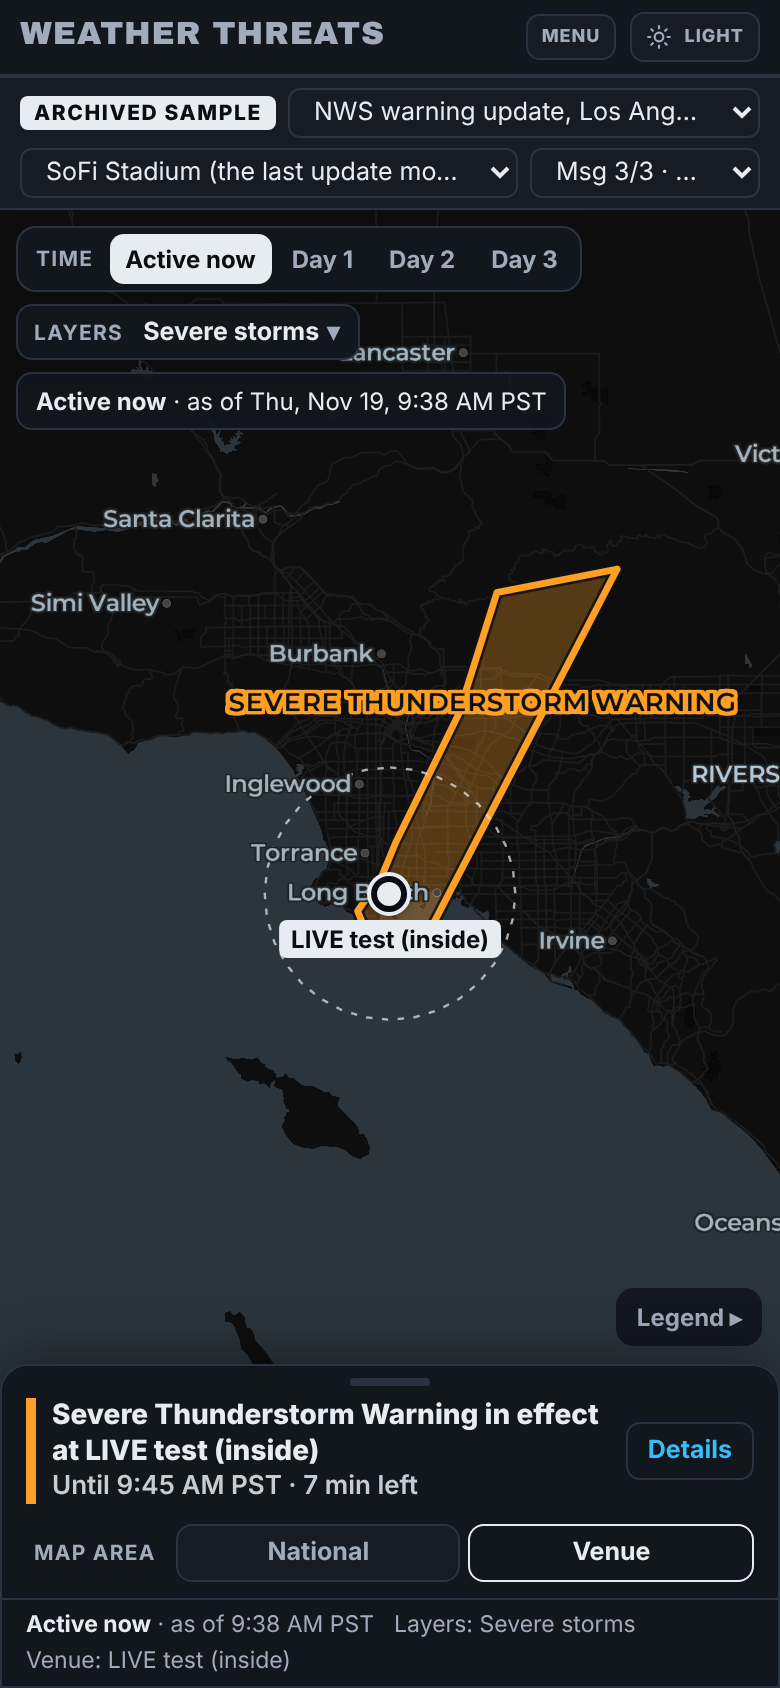 WEATHER THREATS
MENU
LIGHT
ARCHIVED SAMPLE
NWS warning update, Los Ang...
SoFi Stadium (the last update mo...
Msg 3/3 · ...
TIME
Active now
Day 1
Day 2
Day 3
LAYERS Severe storms ▾
Lancaster
Active now · as of Thu, Nov 19, 9:38 AM PST
Vict
Santa Clarita
Simi Valley
Burbank
SEVERE THUNDERSTORM WARNING
RIVERS
Inglewood
Torrance
Long B ch
LIVE test (inside)
Irvine
Oceans
Legend ▸
Severe Thunderstorm Warning in effect
at LIVE test (inside)
Until 9:45 AM PST · 7 min left
Details
MAP AREA
National
Venue
Active now · as of 9:38 AM PST Layers: Severe storms
Venue: LIVE test (inside)